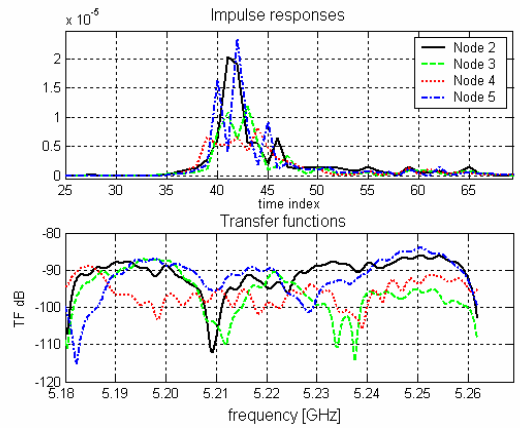 Impulse responses
x 10
-5
2
1.5
1
0.5
0
Node 2
Node 3
Node 4
Node 5
25 30 35 40 45 50 55 60 65
time index
Transfer functions
-80
-90
-100
-110
-120
TF dB
5.18 5.19 5.20 5.21 5.22 5.23 5.24 5.25 5.26
frequency [GHz]